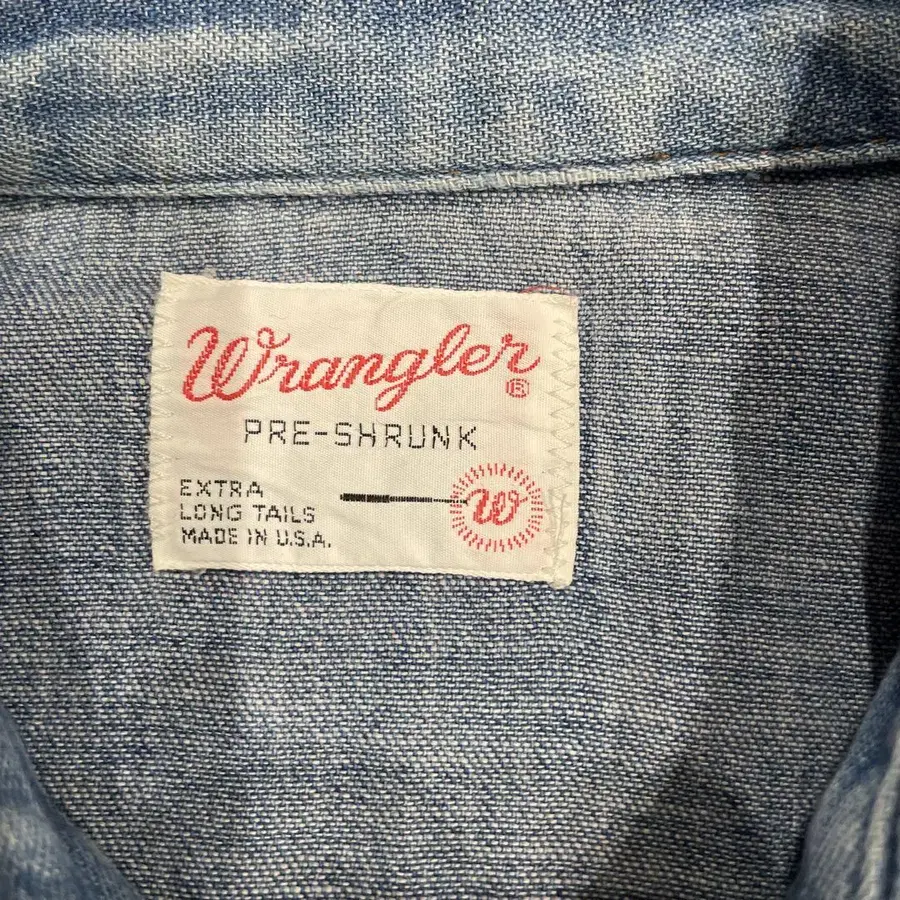 Wrangler®
PRE-SHRUNK
EXTRA
LONG TAILS
MADE IN U.S.A.
W